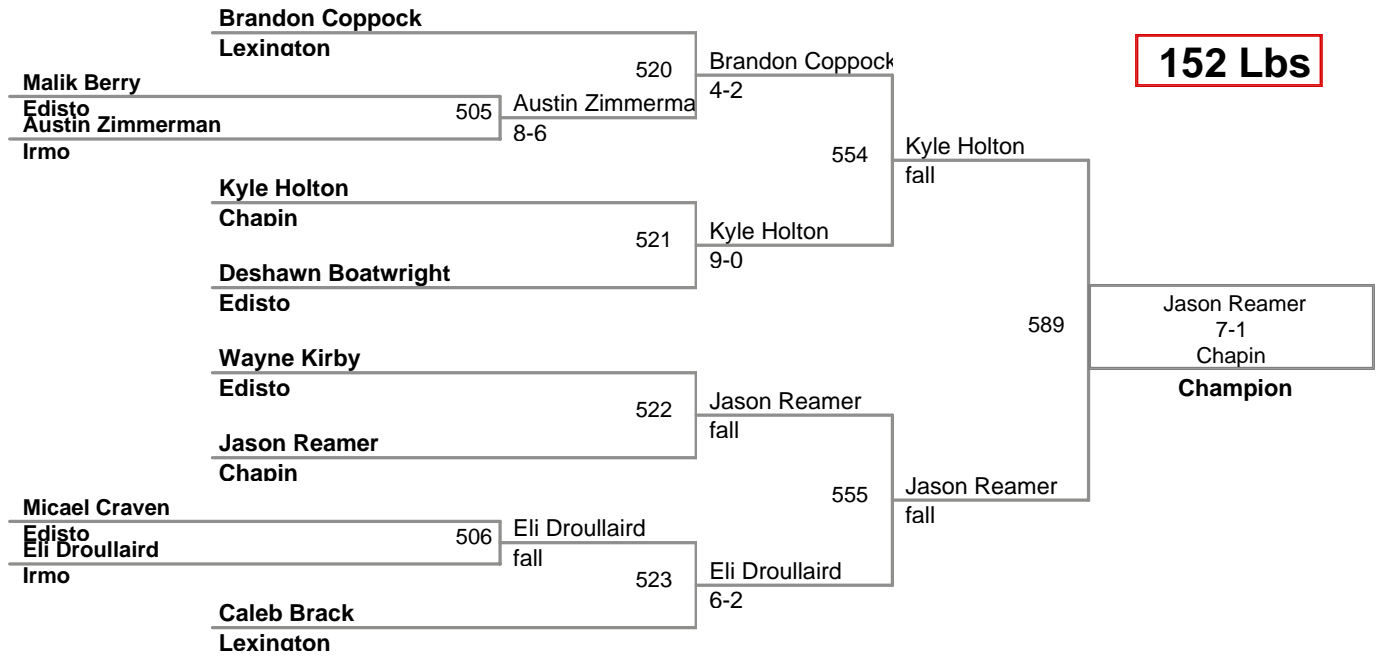 Brandon Coppock
Lexington
152 Lbs
520
Brandon Coppock
4-2
Malik Berry
Edisto
505
Austin Zimmerma
8-6
Austin Zimmerman
Irmo
554
Kyle Holton
fall
Kyle Holton
Chapin
521
Kyle Holton
9-0
Deshawn Boatwright
Edisto
589
Jason Reamer
7-1
Chapin
Champion
Wayne Kirby
Edisto
522
Jason Reamer
fall
Jason Reamer
Chapin
555
Jason Reamer
fall
Micael Craven
Edisto
506
Eli Droullaird
fall
Eli Droullaird
Irmo
523
Eli Droullaird
6-2
Caleb Brack
Lexington